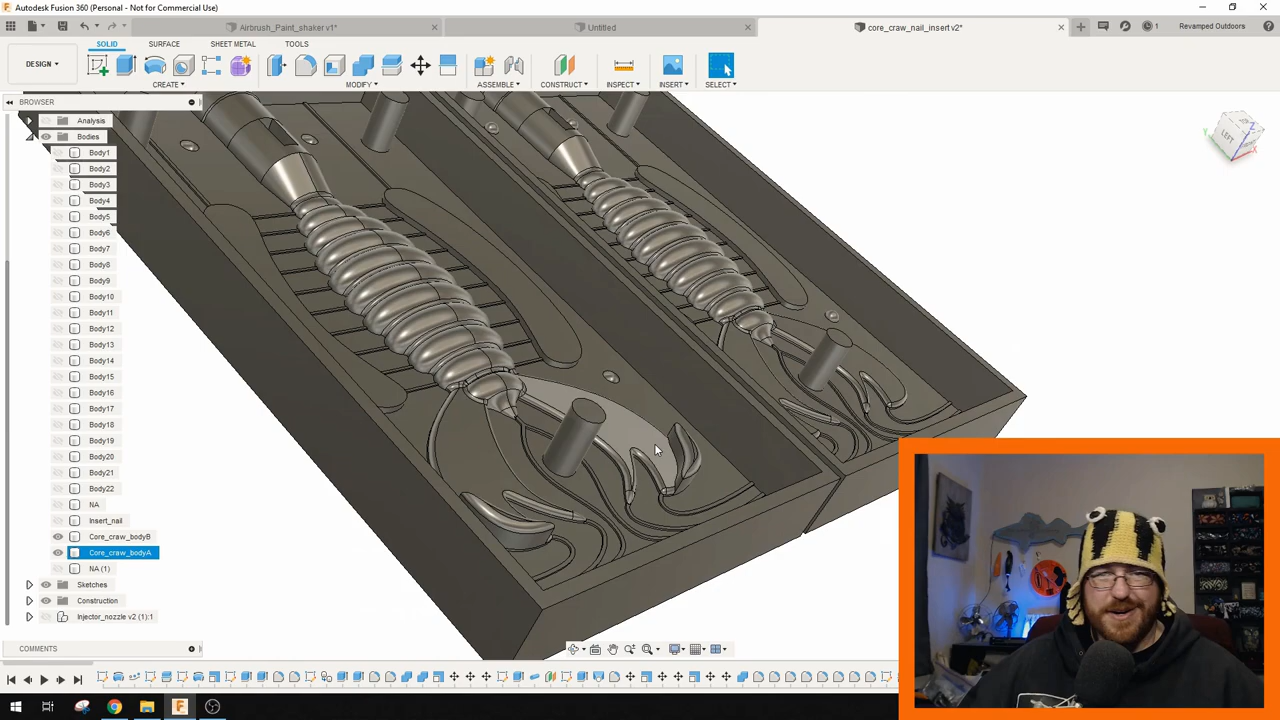 Autodesk Fusion 360 (Personal - Not for Commercial Use)
Airbrush_Paint_shaker v1*
Untitled
core_craw_nail_insert v2*
1
Revamped Outdoors
SOLID
SURFACE
SHEET METAL
TOOLS
DESIGN
CREATE
MODIFY
ASSEMBLE
CONSTRUCT
INSPECT
INSERT
SELECT
BROWSER
Analysis
Bodies
Body1
Body2
Body3
Body4
Body5
Body6
Body7
Body8
Body9
Body10
Body11
Body12
Body13
Body14
Body15
Body16
Body17
Body18
Body19
Body20
Body21
Body22
NA
Insert_nail
Core_craw_bodyB
Core_craw_bodyA
NA (1)
Sketches
Construction
Injector_nozzle v2 (1):1
LEFT
Z
Y
X
COMMENTS